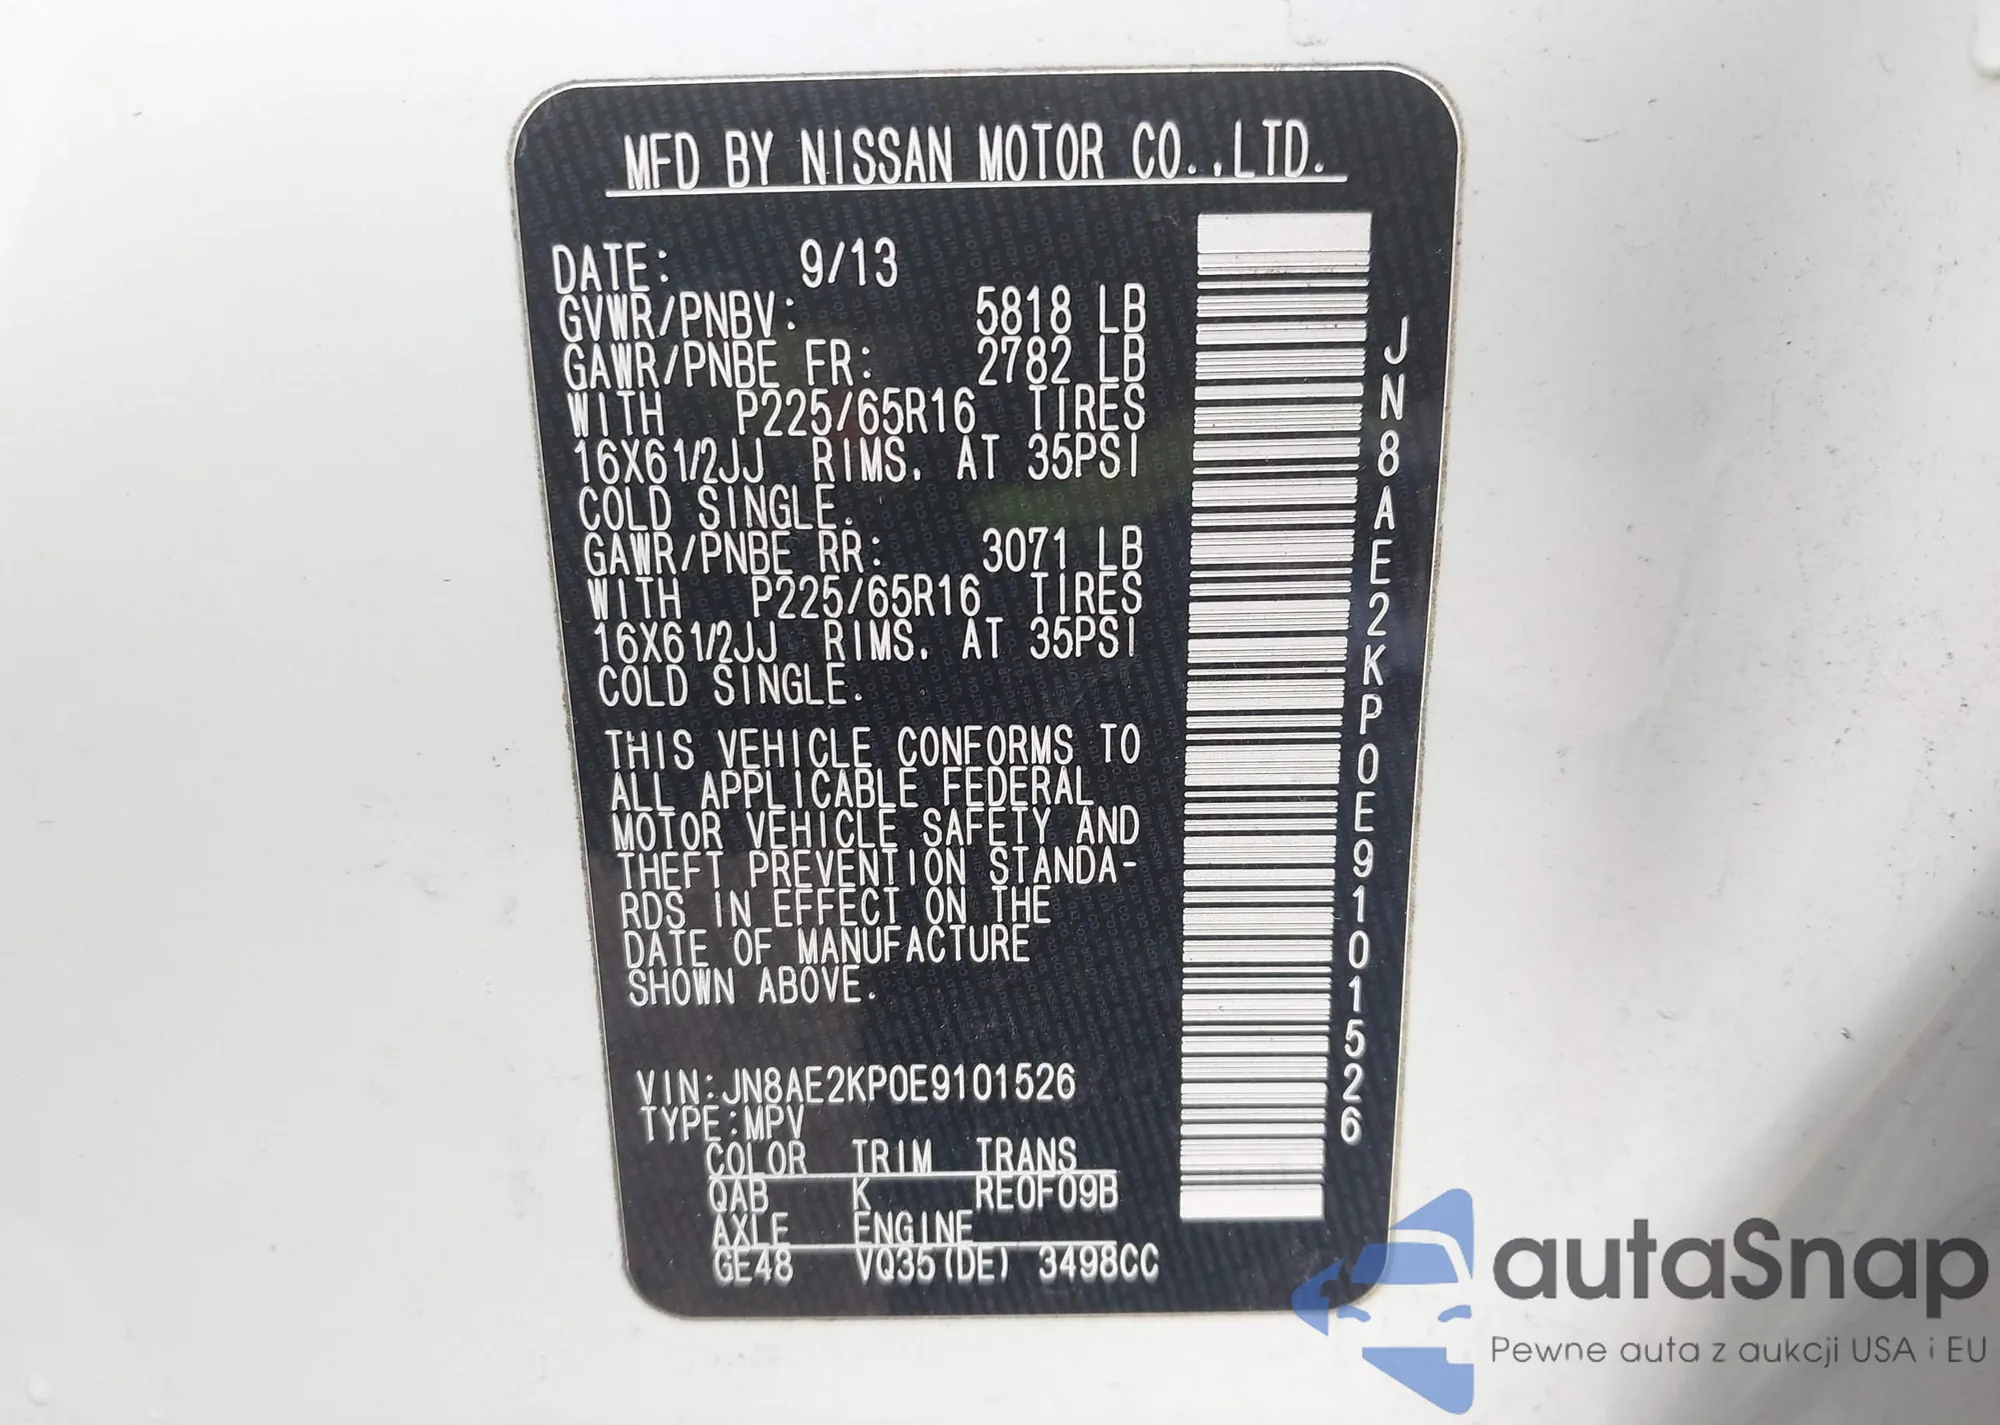 MFD BY NISSAN MOTOR CO.,LTD.
DATE: 9/13
GVWR/PNBV: 5818 LB
GAWR/PNBE FR: 2782 LB
WITH P225/65R16 TIRES
16X61/2JJ RIMS. AT 35PSI
COLD SINGLE.
GAWR/PNBE RR: 3071 LB
WITH P225/65R16 TIRES
16X61/2JJ RIMS. AT 35PSI
COLD SINGLE.
THIS VEHICLE CONFORMS TO
ALL APPLICABLE FEDERAL
MOTOR VEHICLE SAFETY AND
THEFT PREVENTION STANDA-
RDS IN EFFECT ON THE
DATE OF MANUFACTURE
SHOWN ABOVE.
VIN:JN8AE2KP0E9101526
TYPE:MPV
COLOR TRIM TRANS
QAB K RE0F09B
AXLE ENGINE
GE48 VQ35(DE) 3498CC
JN8AE2KP0E9101526
autaSnap
Pewne auta z aukcji USA i EU